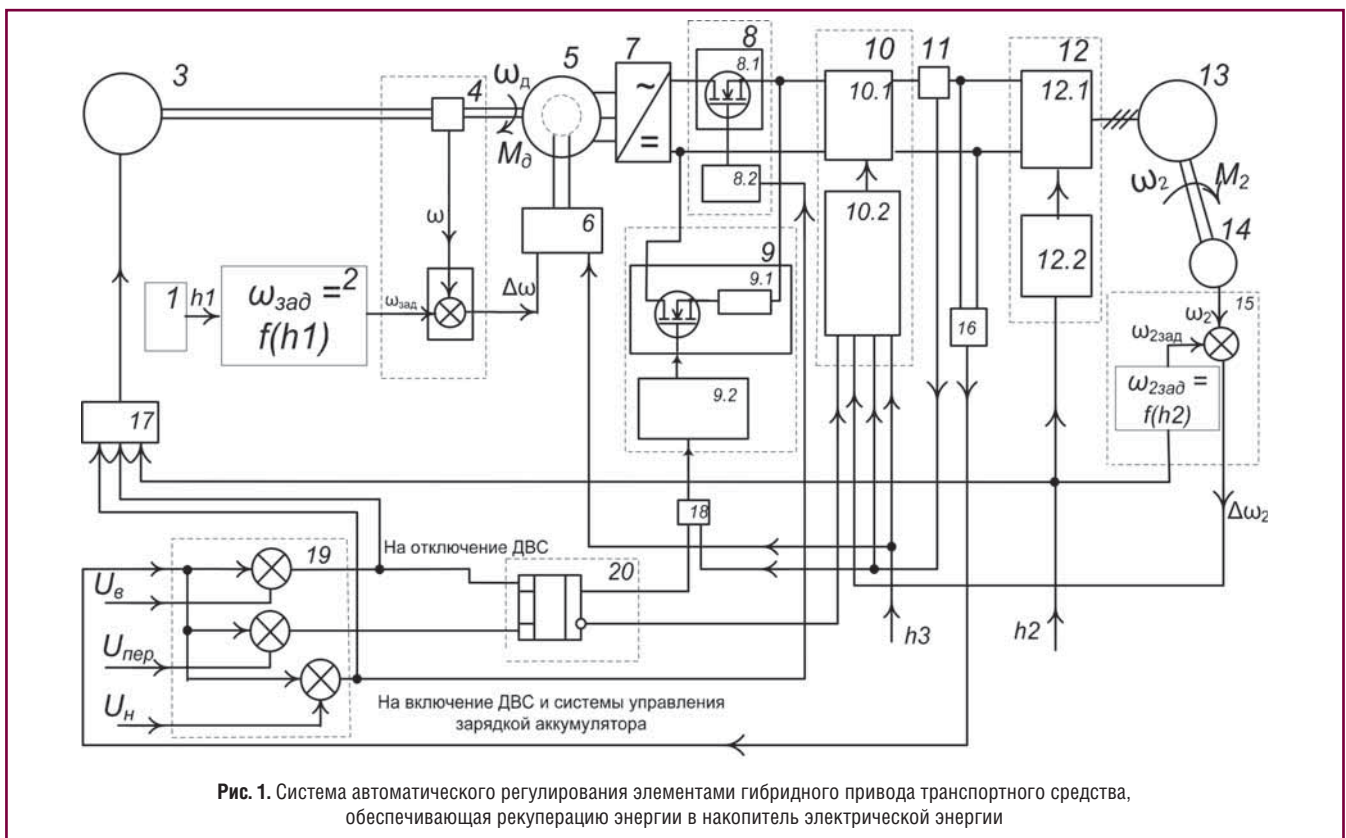 3
4
ω_д
M_д
5
7
~
=
8
8.1
8.2
10
10.1
10.2
11
12
12.1
12.2
13
ω₂
M₂
14
ω
6
9
9.1
9.2
16
15
ω₂
ω_2зад
ω_2зад =
f(h2)
1
h1
2
ω_зад =
f(h1)
ω_зад
Δω
17
18
Δω₂
19
На отключение ДВС
20
U_в
U_пер
U_н
h3
h2
На включение ДВС и системы управления
зарядкой аккумулятора
Рис. 1. Система автоматического регулирования элементами гибридного привода транспортного средства,
обеспечивающая рекуперацию энергии в накопитель электрической энергии